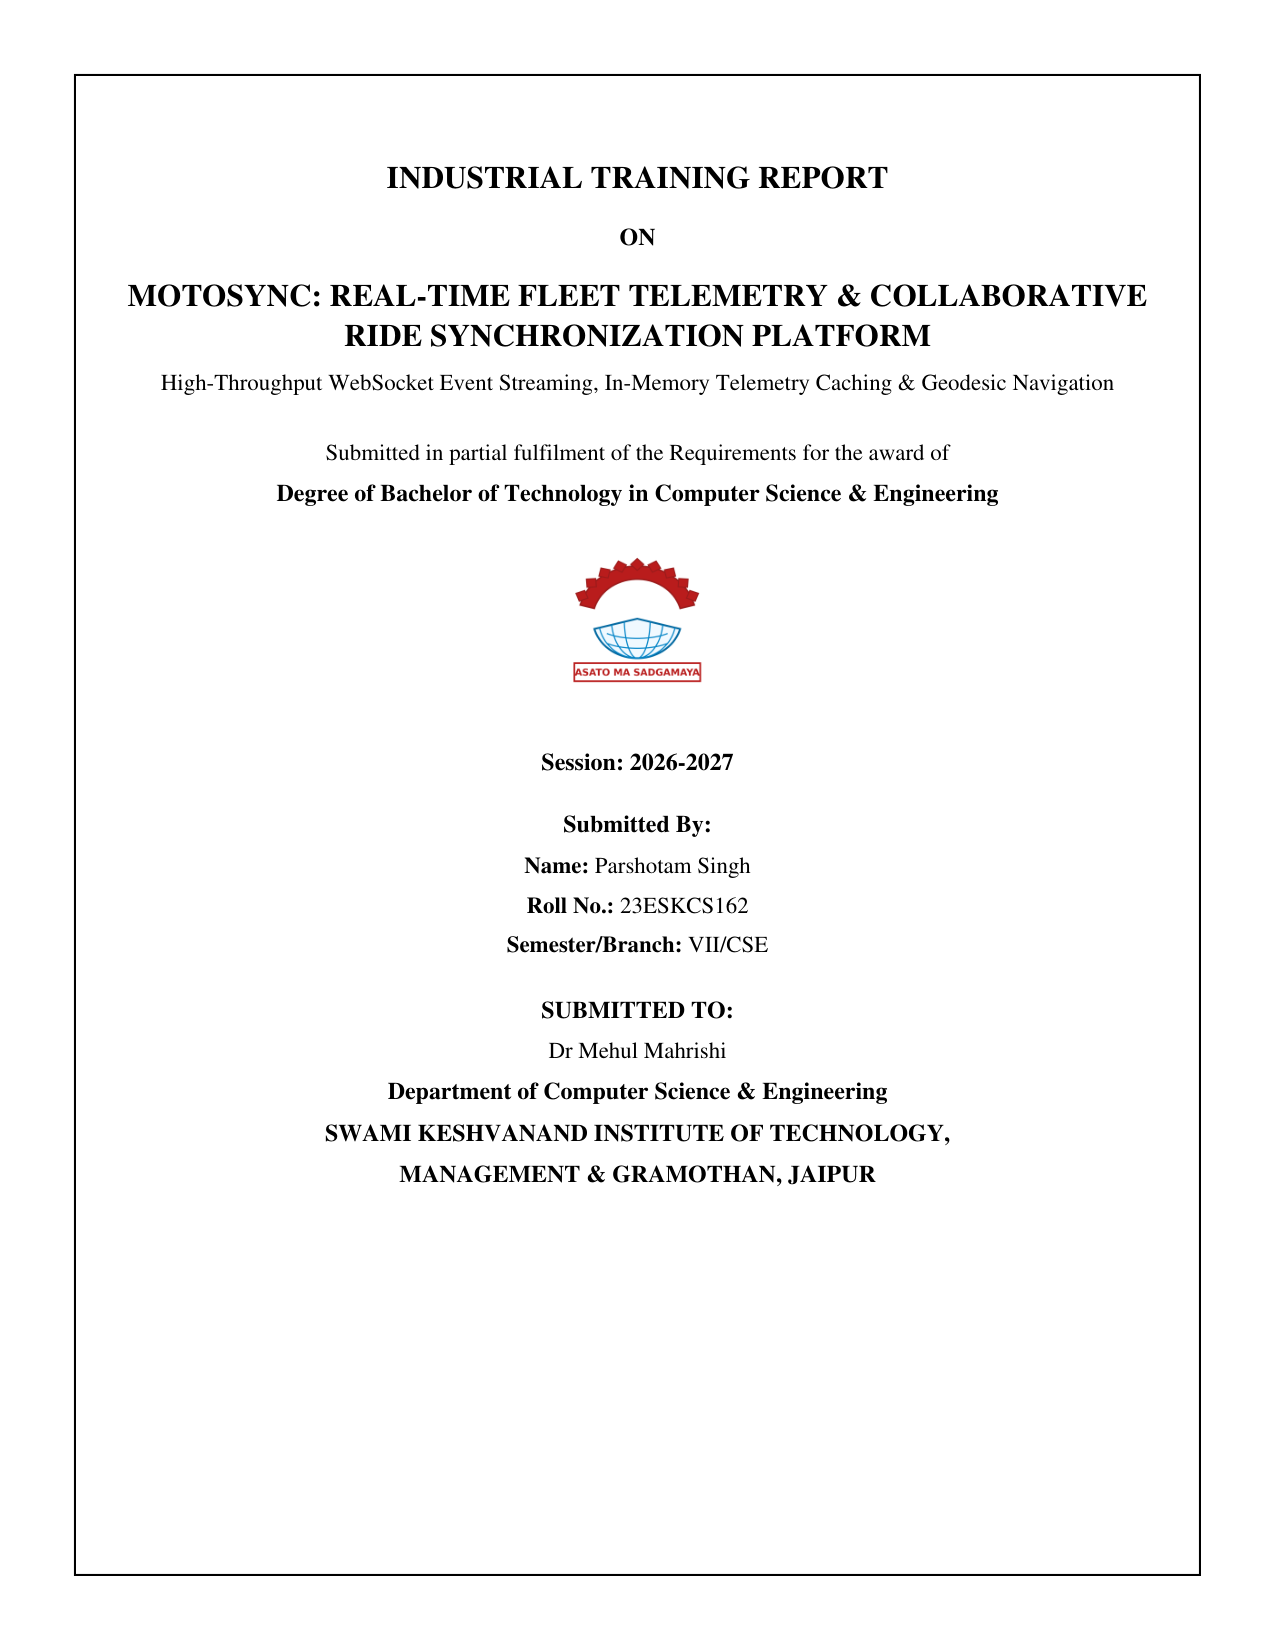 INDUSTRIAL TRAINING REPORT
ON
MOTOSYNC: REAL-TIME FLEET TELEMETRY & COLLABORATIVE
RIDE SYNCHRONIZATION PLATFORM
High-Throughput WebSocket Event Streaming, In-Memory Telemetry Caching & Geodesic Navigation
Submitted in partial fulfilment of the Requirements for the award of
Degree of Bachelor of Technology in Computer Science & Engineering
ASATO MA SADGAMAYA
Session: 2026-2027
Submitted By:
Name: Parshotam Singh
Roll No.: 23ESKCS162
Semester/Branch: VII/CSE
SUBMITTED TO:
Dr Mehul Mahrishi
Department of Computer Science & Engineering
SWAMI KESHVANAND INSTITUTE OF TECHNOLOGY,
MANAGEMENT & GRAMOTHAN, JAIPUR